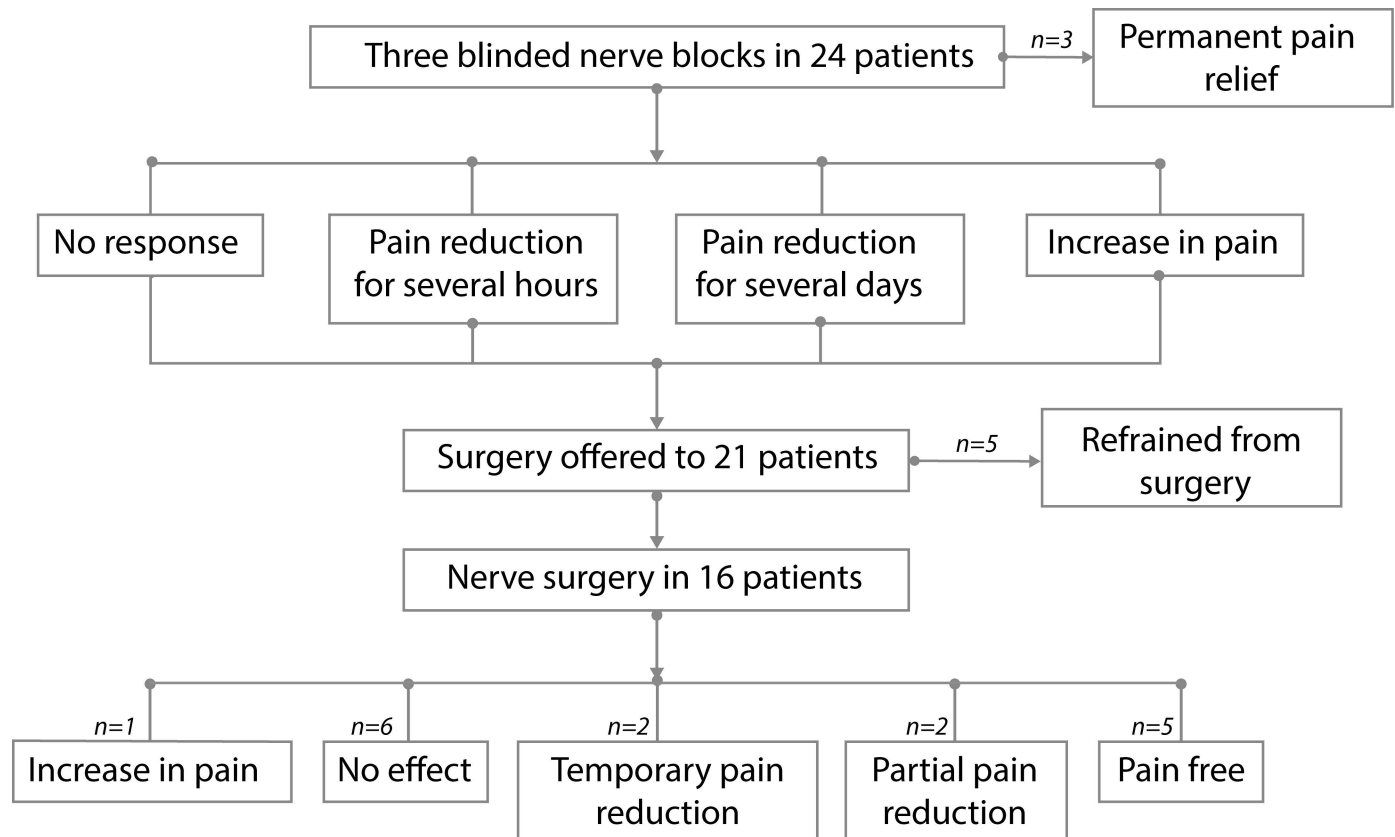 Three blinded nerve blocks in 24 patients
n=3
Permanent pain
relief
No response
Pain reduction
for several hours
Pain reduction
for several days
Increase in pain
Surgery offered to 21 patients
n=5
Refrained from
surgery
Nerve surgery in 16 patients
n=1
Increase in pain
n=6
No effect
n=2
Temporary pain
reduction
n=2
Partial pain
reduction
n=5
Pain free